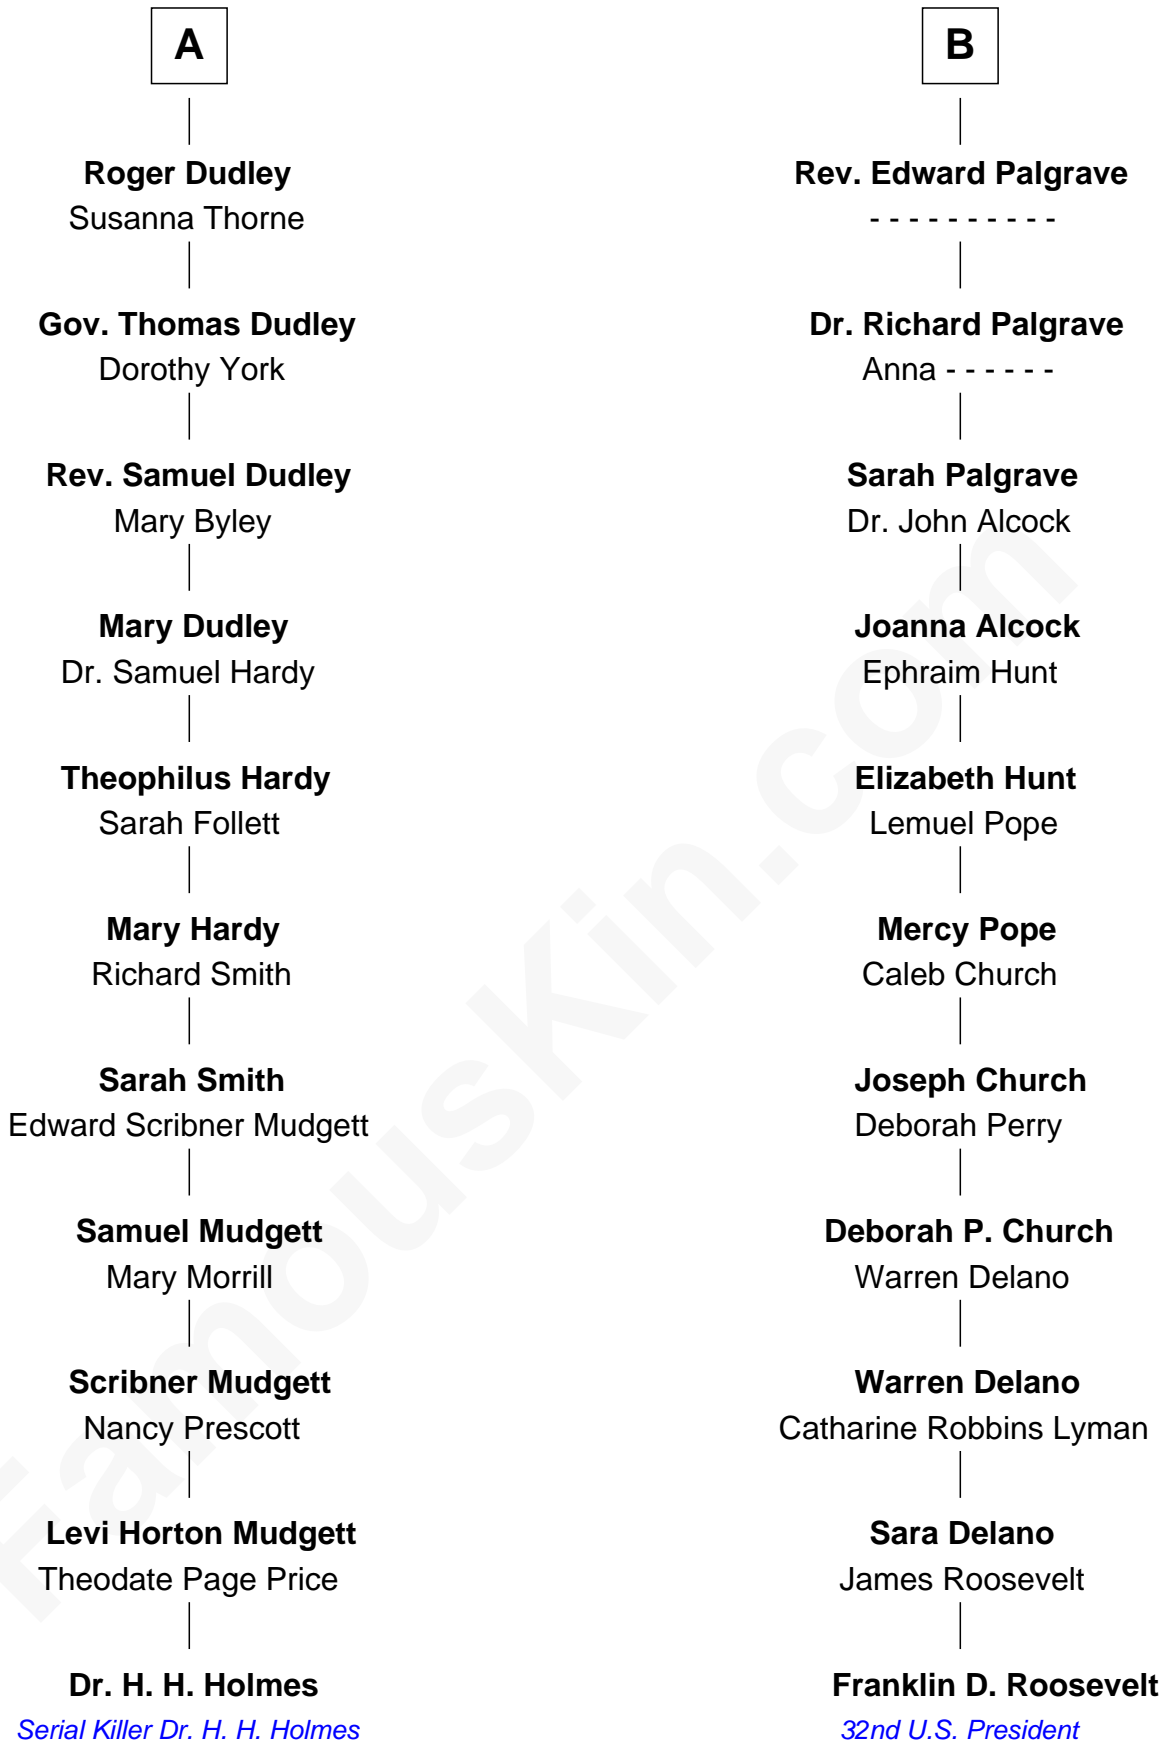 A
Roger Dudley
Susanna Thorne
Gov. Thomas Dudley
Dorothy York
Rev. Samuel Dudley
Mary Byley
Mary Dudley
Dr. Samuel Hardy
Theophilus Hardy
Sarah Follett
Mary Hardy
Richard Smith
Sarah Smith
Edward Scribner Mudgett
Samuel Mudgett
Mary Morrill
Scribner Mudgett
Nancy Prescott
Levi Horton Mudgett
Theodate Page Price
Dr. H. H. Holmes
Serial Killer Dr. H. H. Holmes
B
Rev. Edward Palgrave
- - - - - - - - - -
Dr. Richard Palgrave
Anna - - - - - -
Sarah Palgrave
Dr. John Alcock
Joanna Alcock
Ephraim Hunt
Elizabeth Hunt
Lemuel Pope
Mercy Pope
Caleb Church
Joseph Church
Deborah Perry
Deborah P. Church
Warren Delano
Warren Delano
Catharine Robbins Lyman
Sara Delano
James Roosevelt
Franklin D. Roosevelt
32nd U.S. President
FamousKin.com